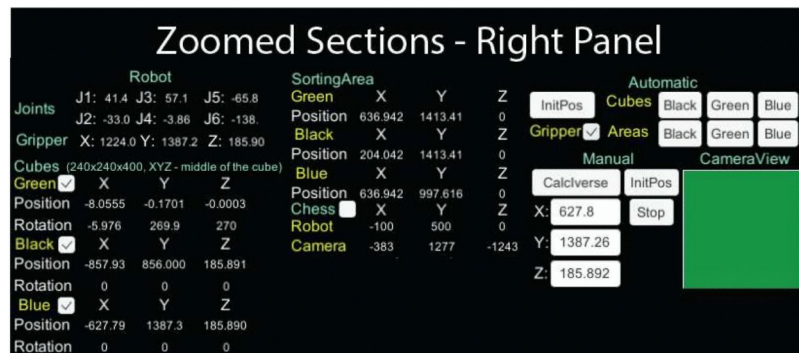 Zoomed Sections - Right Panel
Robot
Joints J1: 41.4 J3: 57.1 J5: -65.8
J2: -33.0 J4: -3.86 J6: -138.
Gripper X: 1224.0 Y: 1387.2 Z: 185.90
Cubes (240x240x400, XYZ - middle of the cube)
Green X Y Z
Position -8.0555 -0.1701 -0.0003
Rotation -5.976 269.9 270
Black X Y Z
Position -857.93 856.000 185.891
Rotation 0 0 0
Blue X Y Z
Position -627.79 1387.3 185.890
Rotation 0 0 0
SortingArea
Green X Y Z
Position 636.942 1413.41 0
Black X Y Z
Position 204.042 1413.41 0
Blue X Y Z
Position 636.942 997.616 0
Chess X Y Z
Robot -100 500 0
Camera -383 1277 -1243
Automatic
InitPos Cubes Black Green Blue
Gripper Areas Black Green Blue
Manual
CalcIverse InitPos
X: 627.8 Stop
Y: 1387.26
Z: 185.892
CameraView